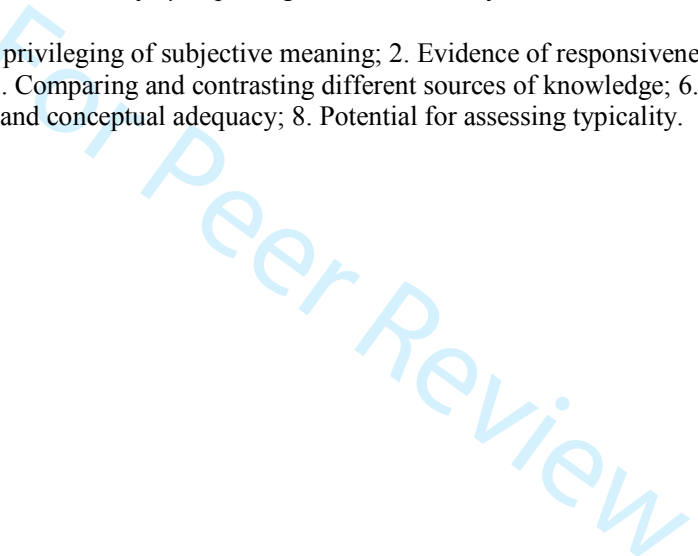 privileging of subjective meaning; 2. Evidence of responsivene
. Comparing and contrasting different sources of knowledge; 6.
and conceptual adequacy; 8. Potential for assessing typicality.
For Peer Review